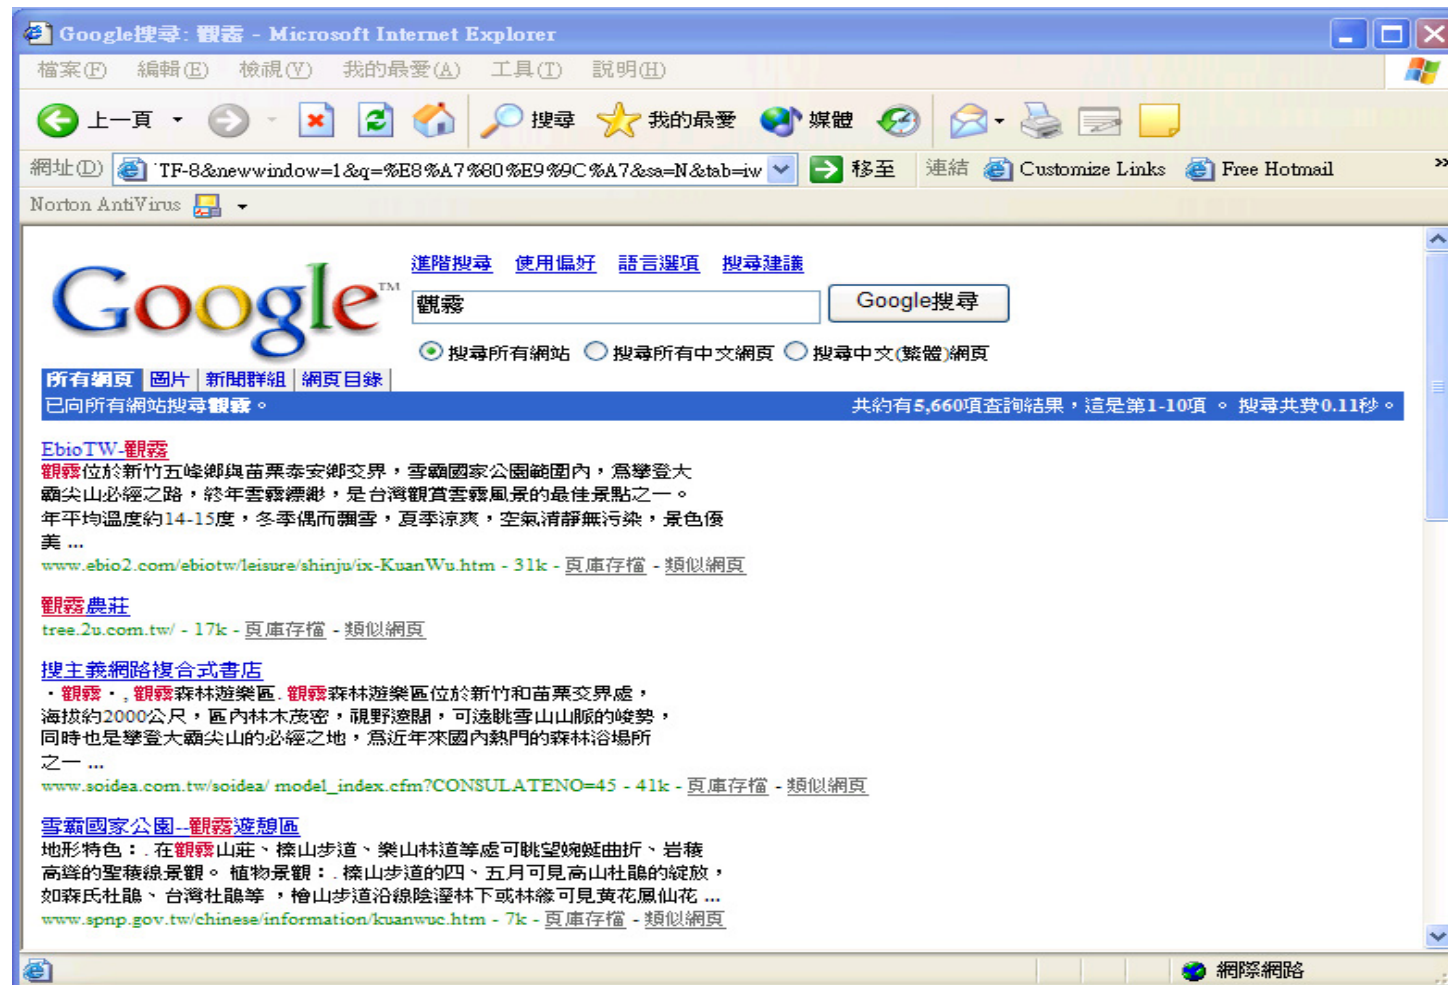 Google搜尋: 觀霧 - Microsoft Internet Explorer
檔案(F) 編輯(E) 檢視(V) 我的最愛(A) 工具(T) 說明(H)
上一頁 搜尋 我的最愛 媒體
網址(D) TF-8&newwindow=1&q=%E8%A7%80%E9%9C%A7&sa=N&tab=iw 移至 連結 Customize Links Free Hotmail »
Norton AntiVirus
Google™
進階搜尋 使用偏好 語言選項 搜尋建議
觀霧 Google搜尋
搜尋所有網站 搜尋所有中文網頁 搜尋中文(繁體)網頁
所有網頁 圖片 新聞群組 網頁目錄
已向所有網站搜尋觀霧。 共約有5,660項查詢結果，這是第1-10項 。 搜尋共費0.11秒。
EbioTW-觀霧
觀霧位於新竹五峰鄉與苗栗泰安鄉交界，雪霸國家公園範圍內，為攀登大
霸尖山必經之路，終年雲霧縹緲，是台灣觀賞雲霧風景的最佳景點之一。
年平均溫度約14-15度，冬季偶而飄雪，夏季涼爽，空氣清靜無污染，景色優
美 ...
www.ebio2.com/ebiotw/leisure/shinju/ix-KuanWu.htm - 31k - 頁庫存檔 - 類似網頁
觀霧農莊
tree.2u.com.tw/ - 17k - 頁庫存檔 - 類似網頁
搜主義網路複合式書店
・觀霧・, 觀霧森林遊樂區. 觀霧森林遊樂區位於新竹和苗栗交界處，
海拔約2000公尺，區內林木茂密，視野遼闊，可遠眺雪山山脈的峻勢，
同時也是攀登大霸尖山的必經之地，為近年來國內熱門的森林浴場所
之一 ...
www.soidea.com.tw/soidea/ model_index.cfm?CONSULATENO=45 - 41k - 頁庫存檔 - 類似網頁
雪霸國家公園--觀霧遊憩區
地形特色：. 在觀霧山莊、榛山步道、樂山林道等處可眺望婉蜓曲折、岩稜
高聳的聖稜線景觀。 植物景觀：. 榛山步道的四、五月可見高山杜鵑的綻放，
如森氏杜鵑、台灣杜鵑等 ，檜山步道沿線陰溼林下或林緣可見黃花鳳仙花 ...
www.spnp.gov.tw/chinese/information/kuanwuc.htm - 7k - 頁庫存檔 - 類似網頁
網際網路